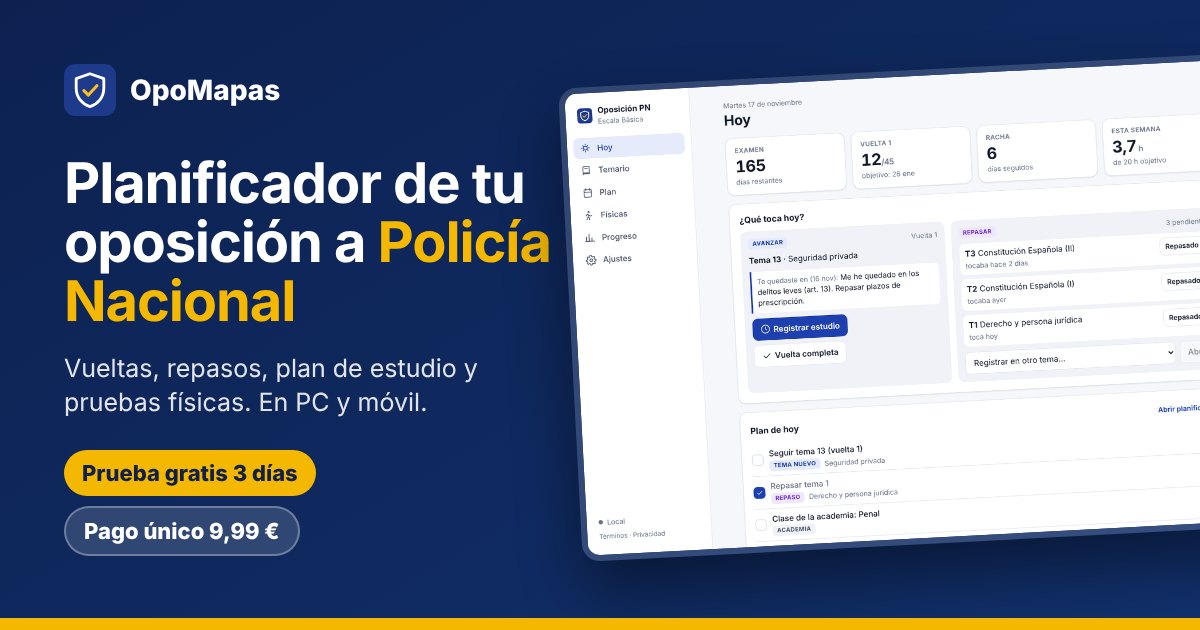 OpoMapas
Planificador de tu
oposición a Policía
Nacional
Vueltas, repasos, plan de estudio y
pruebas físicas. En PC y móvil.
Prueba gratis 3 días
Pago único 9,99 €
Oposición PN
Escala Básica
Hoy
Temario
Plan
Físicas
Progreso
Ajustes
Local
Términos · Privacidad
Martes 17 de noviembre
Hoy
EXAMEN
165
días restantes
VUELTA 1
12/45
objetivo: 26 ene
RACHA
6
días seguidos
ESTA SEMANA
3,7 h
de 20 h objetivo
¿Qué toca hoy?
AVANZAR
Vuelta 1
Tema 13 · Seguridad privada
Te quedaste en (16 nov): Me he quedado en los
delitos leves (art. 13). Repasar plazos de
prescripción.
Registrar estudio
Vuelta completa
REPASAR
3 pendient
T3 Constitución Española (II)
tocaba hace 2 días
Repasado
T2 Constitución Española (I)
tocaba ayer
Repasado
T1 Derecho y persona jurídica
toca hoy
Repasado
Registrar en otro tema...
Abr
Plan de hoy
Abrir planific
Seguir tema 13 (vuelta 1)
TEMA NUEVO Seguridad privada
Repasar tema 1
REPASO Derecho y persona jurídica
Clase de la academia: Penal
ACADEMIA